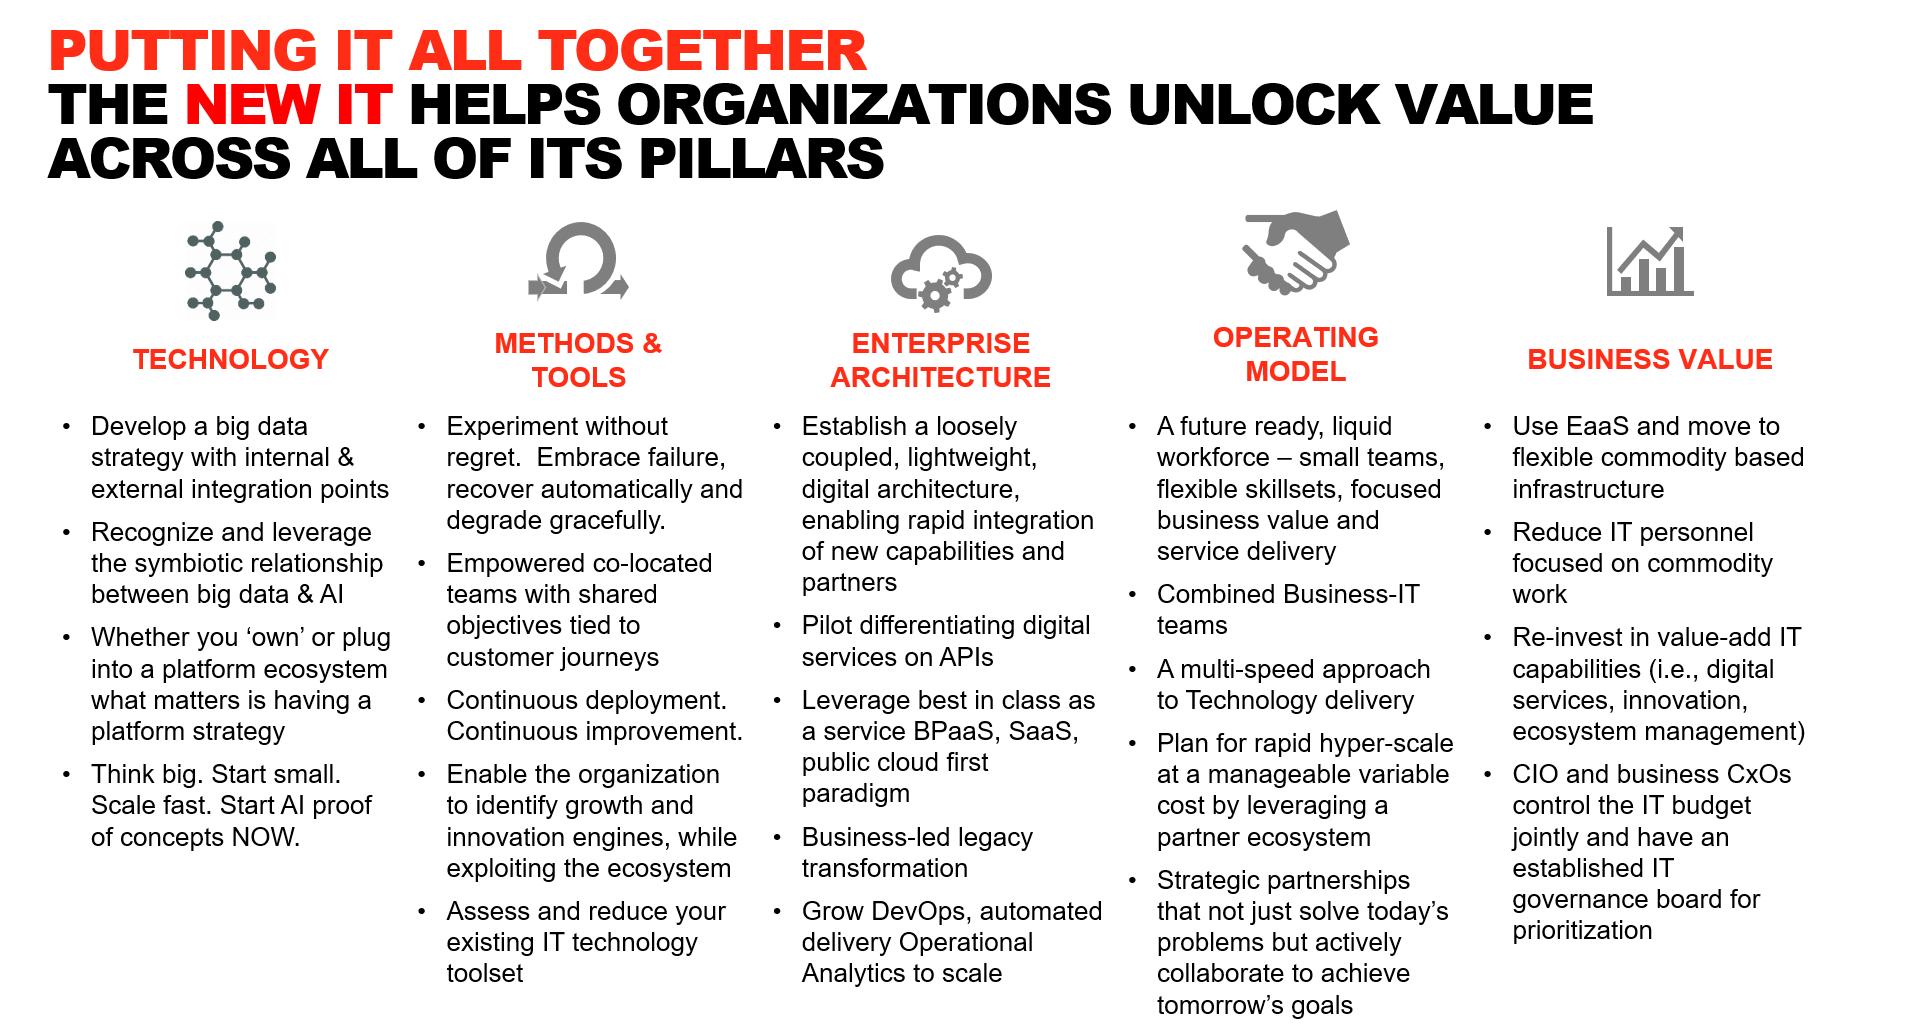 PUTTING IT ALL TOGETHER
THE NEW IT HELPS ORGANIZATIONS UNLOCK VALUE
ACROSS ALL OF ITS PILLARS
TECHNOLOGY
• Develop a big data
strategy with internal &
external integration points
• Recognize and leverage
the symbiotic relationship
between big data & AI
• Whether you ‘own’ or plug
into a platform ecosystem
what matters is having a
platform strategy
• Think big. Start small.
Scale fast. Start AI proof
of concepts NOW.
METHODS &
TOOLS
• Experiment without
regret.  Embrace failure,
recover automatically and
degrade gracefully.
• Empowered co-located
teams with shared
objectives tied to
customer journeys
• Continuous deployment.
Continuous improvement.
• Enable the organization
to identify growth and
innovation engines, while
exploiting the ecosystem
• Assess and reduce your
existing IT technology
toolset
ENTERPRISE
ARCHITECTURE
• Establish a loosely
coupled, lightweight,
digital architecture,
enabling rapid integration
of new capabilities and
partners
• Pilot differentiating digital
services on APIs
• Leverage best in class as
a service BPaaS, SaaS,
public cloud first
paradigm
• Business-led legacy
transformation
• Grow DevOps, automated
delivery Operational
Analytics to scale
OPERATING
MODEL
• A future ready, liquid
workforce – small teams,
flexible skillsets, focused
business value and
service delivery
• Combined Business-IT
teams
• A multi-speed approach
to Technology delivery
• Plan for rapid hyper-scale
at a manageable variable
cost by leveraging a
partner ecosystem
• Strategic partnerships
that not just solve today’s
problems but actively
collaborate to achieve
tomorrow’s goals
BUSINESS VALUE
• Use EaaS and move to
flexible commodity based
infrastructure
• Reduce IT personnel
focused on commodity
work
• Re-invest in value-add IT
capabilities (i.e., digital
services, innovation,
ecosystem management)
• CIO and business CxOs
control the IT budget
jointly and have an
established IT
governance board for
prioritization